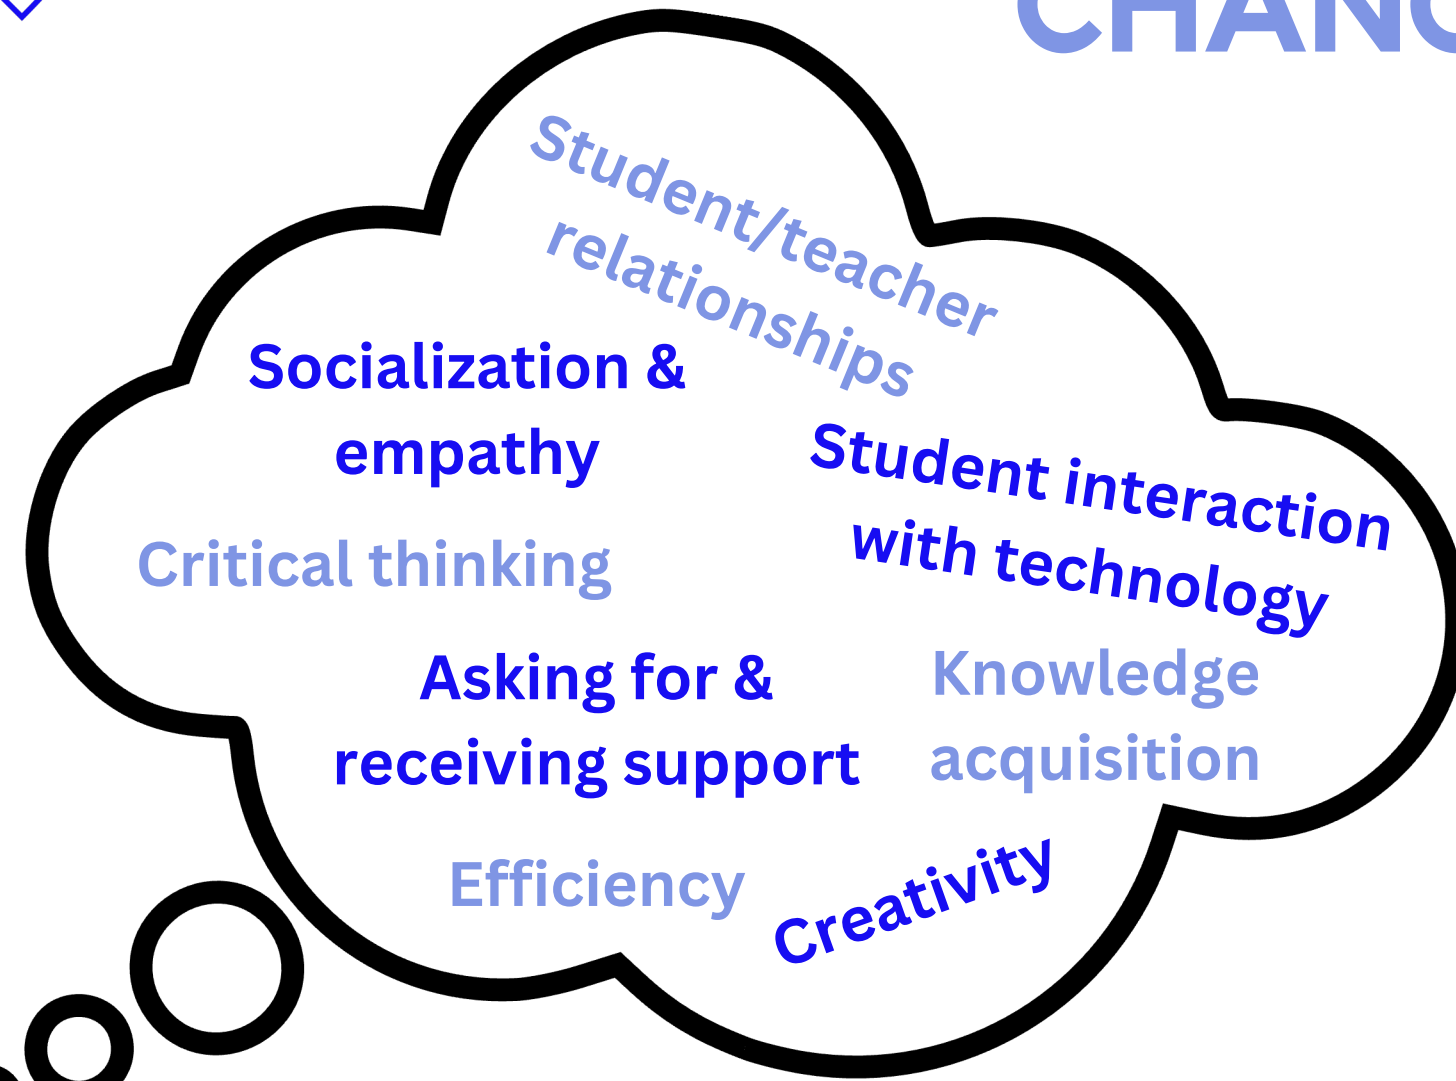 CHANG
Student/teacher
relationships
Socialization &
empathy
Student interaction
with technology
Critical thinking
Asking for &
receiving support
Knowledge
acquisition
Efficiency
Creativity